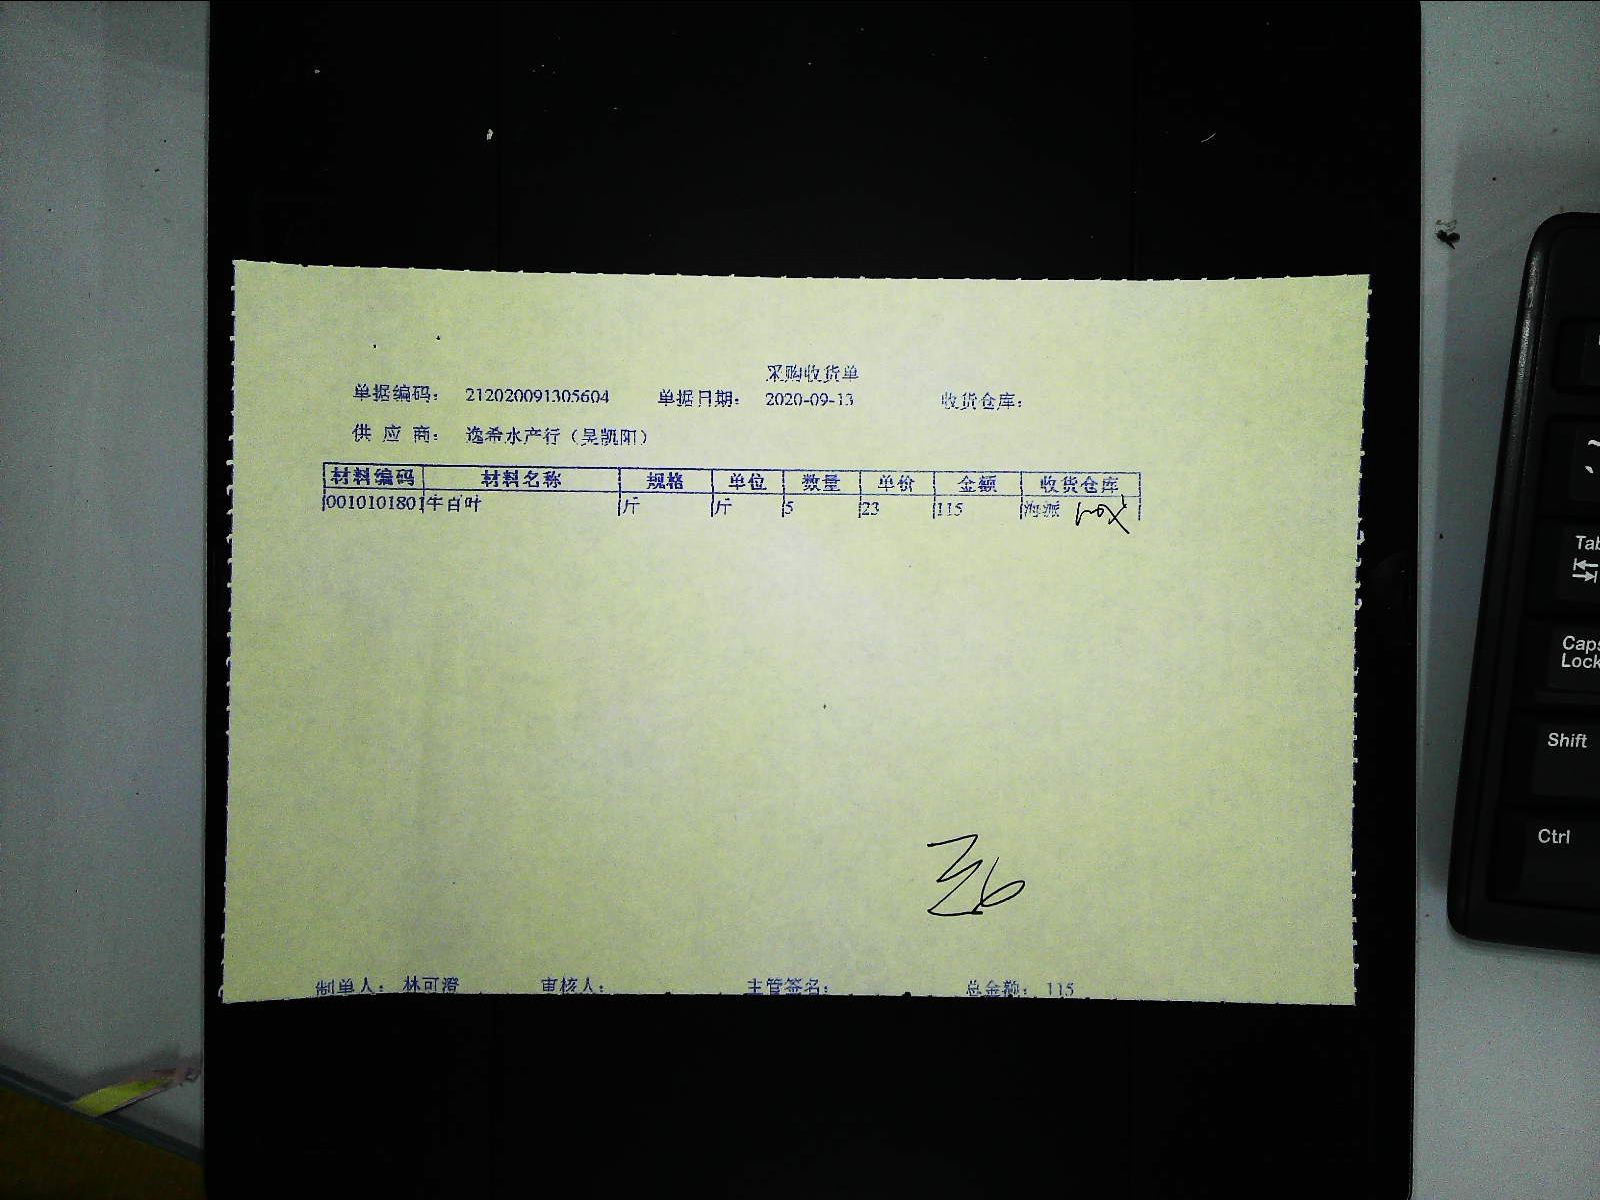 采购收货单
单据编码： 212020091305604 单据日期： 2020-09-13 收货仓库：
供 应 商： 逸希水产行（吴凯阳）
材料编码 材料名称 规格 单位 数量 单价 金额 收货仓库
0010101801 牛百叶 斤 斤 5 23 115 海派
制单人： 林可澄 审核人： 主管签名： 总金额： 115
Tab
Caps
Lock
Shift
Ctrl